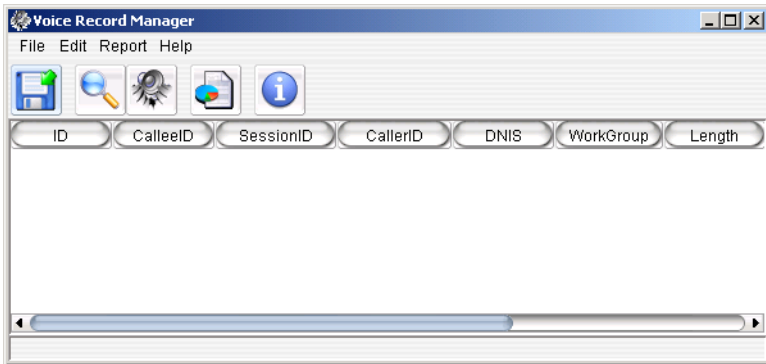 Voice Record Manager
File Edit Report Help
ID CalleeID SessionID CallerID DNIS WorkGroup Length